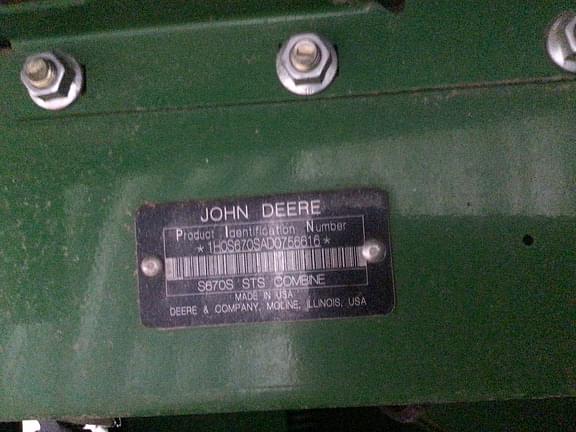 JOHN DEERE
Product Identification Number
*1H0S670SAD0756616*
S670S STS COMBINE
MADE IN USA
DEERE & COMPANY, MOLINE, ILLINOIS, USA